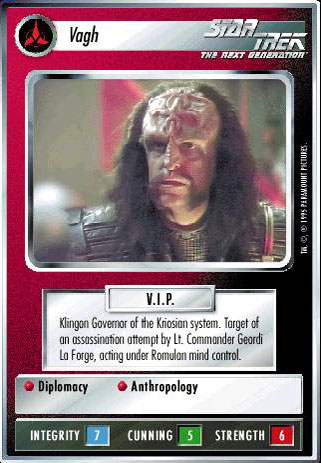 Vagh
STAR TREK
THE NEXT GENERATION
TM, ©, © 1995 PARAMOUNT PICTURES.
V.I.P.
Klingon Governor of the Kriosian system. Target of
an assassination attempt by Lt. Commander Geordi
La Forge, acting under Romulan mind control.
Diplomacy Anthropology
INTEGRITY 7 CUNNING 5 STRENGTH 6